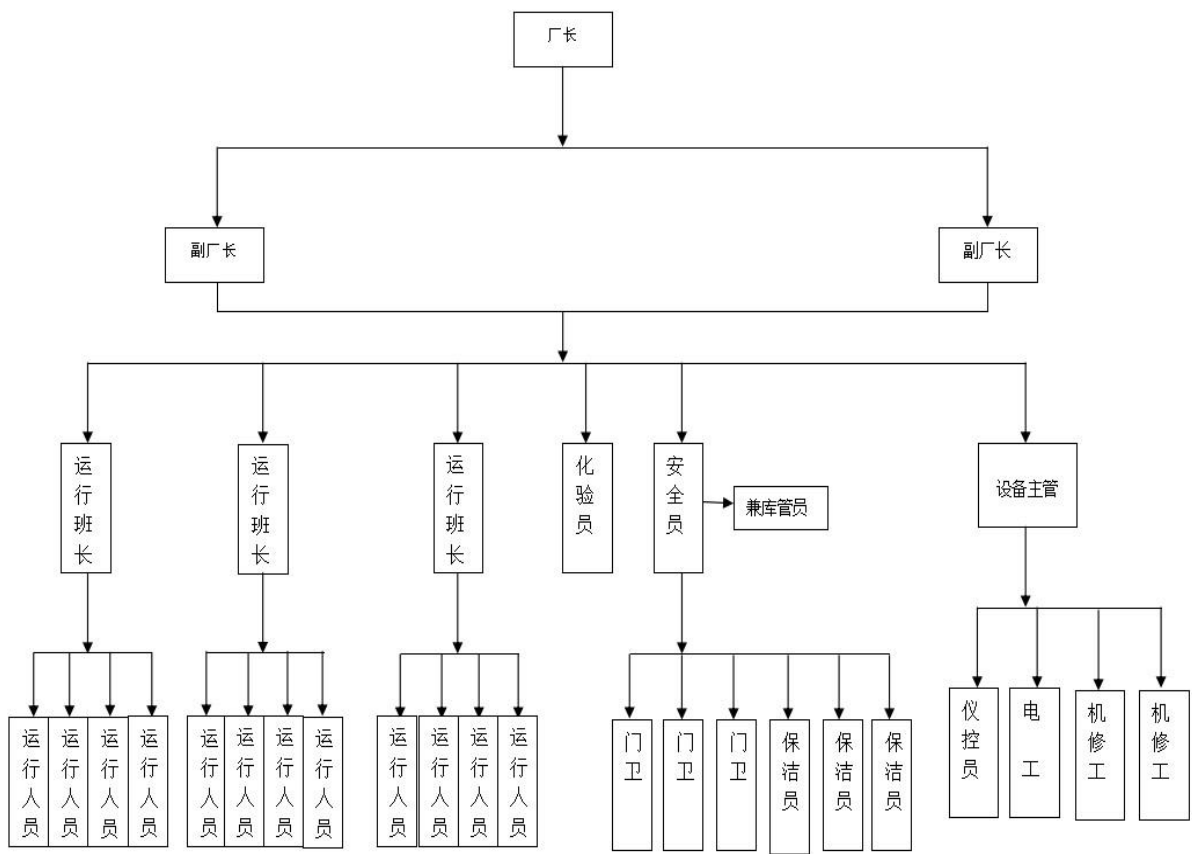 厂长
副厂长
副厂长
运行班长
运行班长
运行班长
化验员
安全员
兼库管员
设备主管
运行人员
运行人员
运行人员
运行人员
运行人员
运行人员
运行人员
运行人员
运行人员
运行人员
运行人员
运行人员
门卫
门卫
门卫
保洁员
保洁员
保洁员
仪控员
电工
机修工
机修工